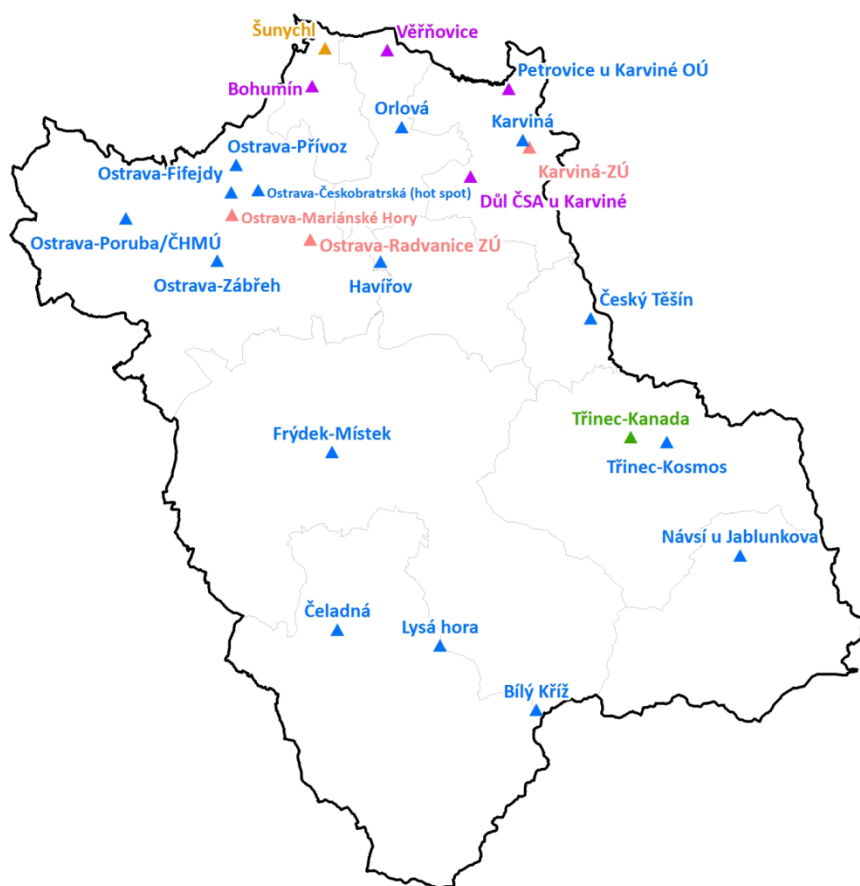 Šunychl
Věřňovice
Petrovice u Karviné OÚ
Bohumín
Orlová
Karviná
Ostrava-Přívoz
Karviná-ZÚ
Ostrava-Fifejdy
Ostrava-Českobratrská (hot spot)
Důl ČSA u Karviné
Ostrava-Mariánské Hory
Ostrava-Poruba/ČHMÚ
Ostrava-Radvanice ZÚ
Ostrava-Zábřeh
Havířov
Český Těšín
Třinec-Kanada
Frýdek-Místek
Třinec-Kosmos
Návsí u Jablunkova
Čeladná
Lysá hora
Bílý Kříž